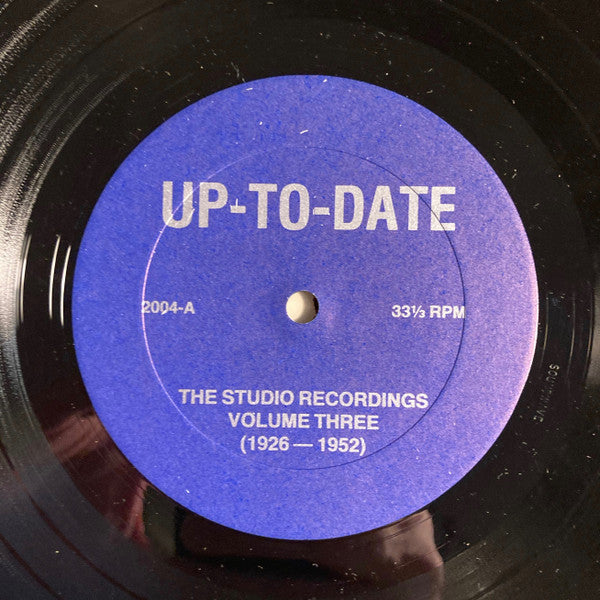 UP-TO-DATE
2004-A
33⅓ RPM
THE STUDIO RECORDINGS
VOLUME THREE
(1926 — 1952)